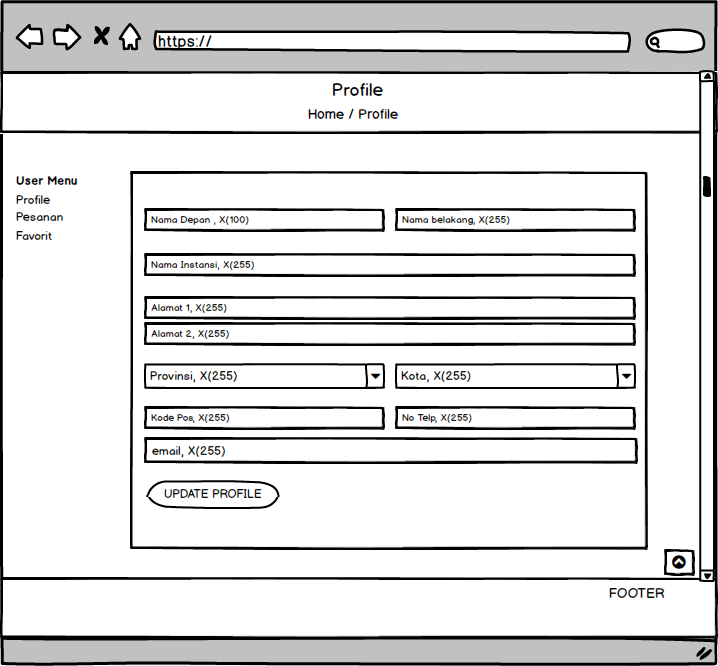 https://
Profile
Home / Profile
User Menu
Profile
Pesanan
Favorit
Nama Depan , X(100)
Nama belakang, X(255)
Nama Instansi, X(255)
Alamat 1, X(255)
Alamat 2, X(255)
Provinsi, X(255)
Kota, X(255)
Kode Pos, X(255)
No Telp, X(255)
email, X(255)
UPDATE PROFILE
FOOTER